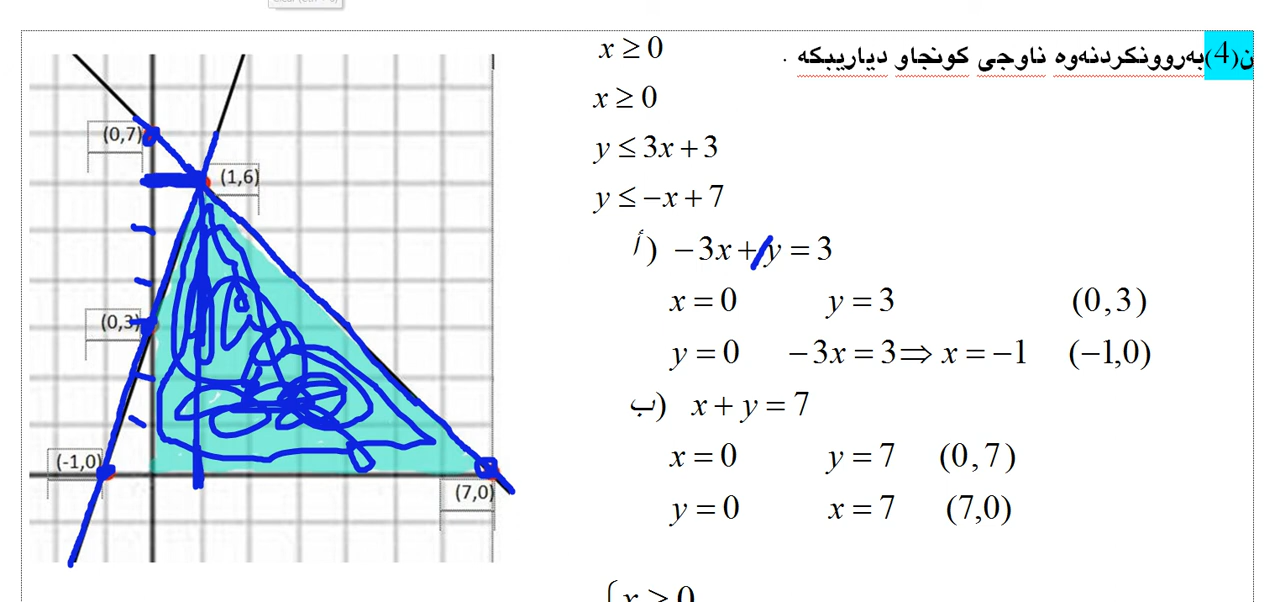 ن(4)بەروونکردنەوە ناوجی کونجاو دیاریبکە .
x ≥ 0
x ≥ 0
y ≤ 3x + 3
y ≤ −x + 7
أ) −3x + y = 3
x = 0 y = 3 (0,3)
y = 0 −3x = 3 ⇒ x = −1 (−1,0)
ب) x + y = 7
x = 0 y = 7 (0,7)
y = 0 x = 7 (7,0)
{x ≥ 0
(0,7)
(1,6)
(0,3)
(-1,0)
(7,0)